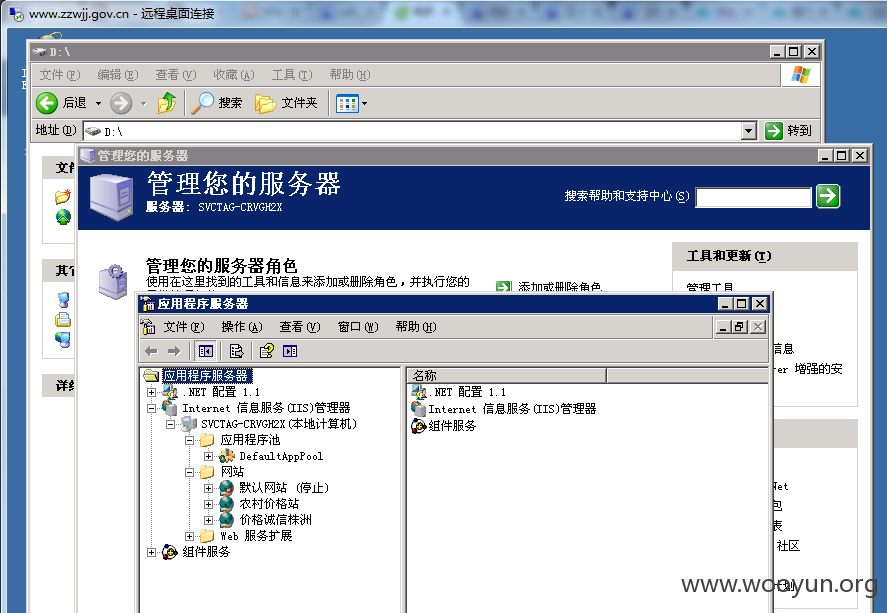 www.zzwjj.gov.cn - 远程桌面连接
D:\
文件(F) 编辑(E) 查看(V) 收藏(A) 工具(T) 帮助(H)
后退 搜索 文件夹
地址(D) D:\ 转到
管理您的服务器
管理您的服务器
服务器: SVCTAG-CRVGH2X
搜索帮助和支持中心(S)
管理您的服务器角色
使用在这里找到的工具和信息来添加或删除角色，并执行您的
添加或删除角色
工具和更新(T)
管理工具
应用程序服务器
文件(F) 操作(A) 查看(V) 窗口(W) 帮助(H)
应用程序服务器
.NET 配置 1.1
Internet 信息服务(IIS)管理器
SVCTAG-CRVGH2X(本地计算机)
应用程序池
DefaultAppPool
网站
默认网站 (停止)
农村价格站
价格诚信株洲
Web 服务扩展
组件服务
名称
.NET 配置 1.1
Internet 信息服务(IIS)管理器
组件服务
信息
增强的安
Net
包
表
社区
www.wooyun.org